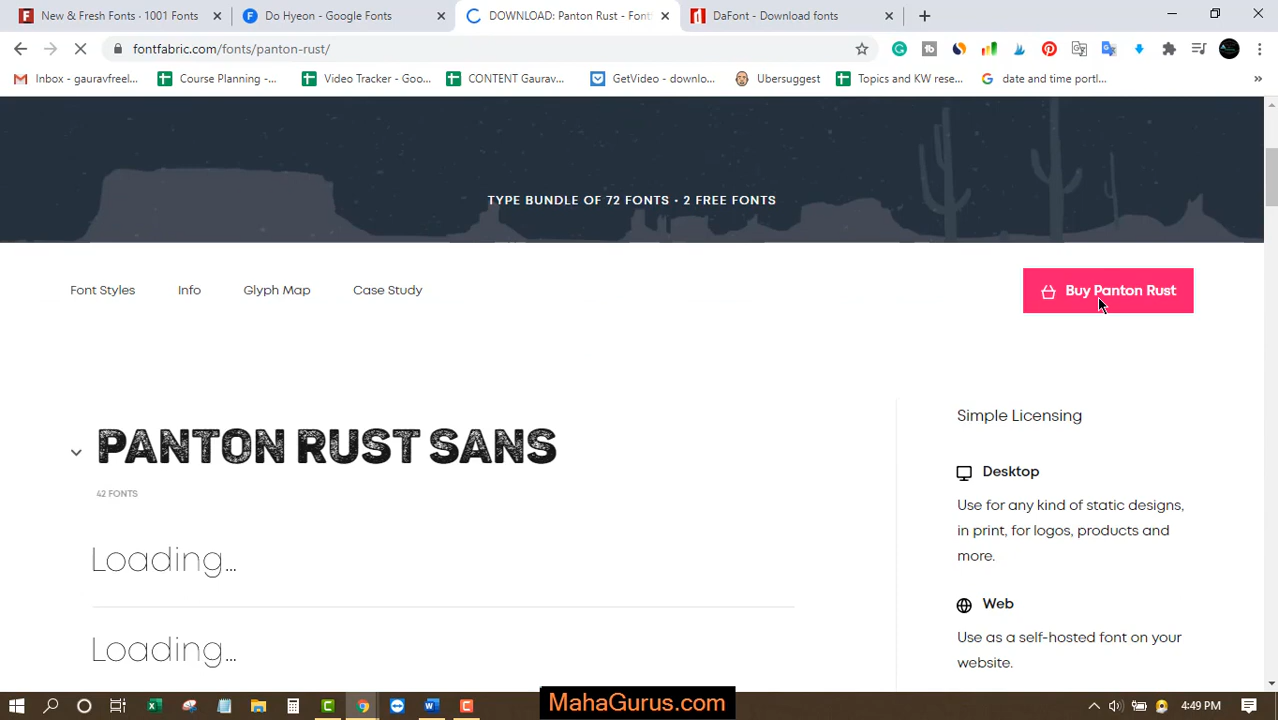 New & Fresh Fonts · 1001 Fonts
Do Hyeon - Google Fonts
DOWNLOAD: Panton Rust - Font
DaFont - Download fonts
fontfabric.com/fonts/panton-rust/
Inbox - gauravfreel...
Course Planning -...
Video Tracker - Goo...
CONTENT Gaurav...
GetVideo - downlo...
Ubersuggest
Topics and KW rese...
date and time portl...
»
TYPE BUNDLE OF 72 FONTS • 2 FREE FONTS
Font Styles
Info
Glyph Map
Case Study
Buy Panton Rust
PANTON RUST SANS
42 FONTS
Loading...
Loading...
Simple Licensing
Desktop
Use for any kind of static designs,
in print, for logos, products and
more.
Web
Use as a self-hosted font on your
website.
MahaGurus.com
4:49 PM